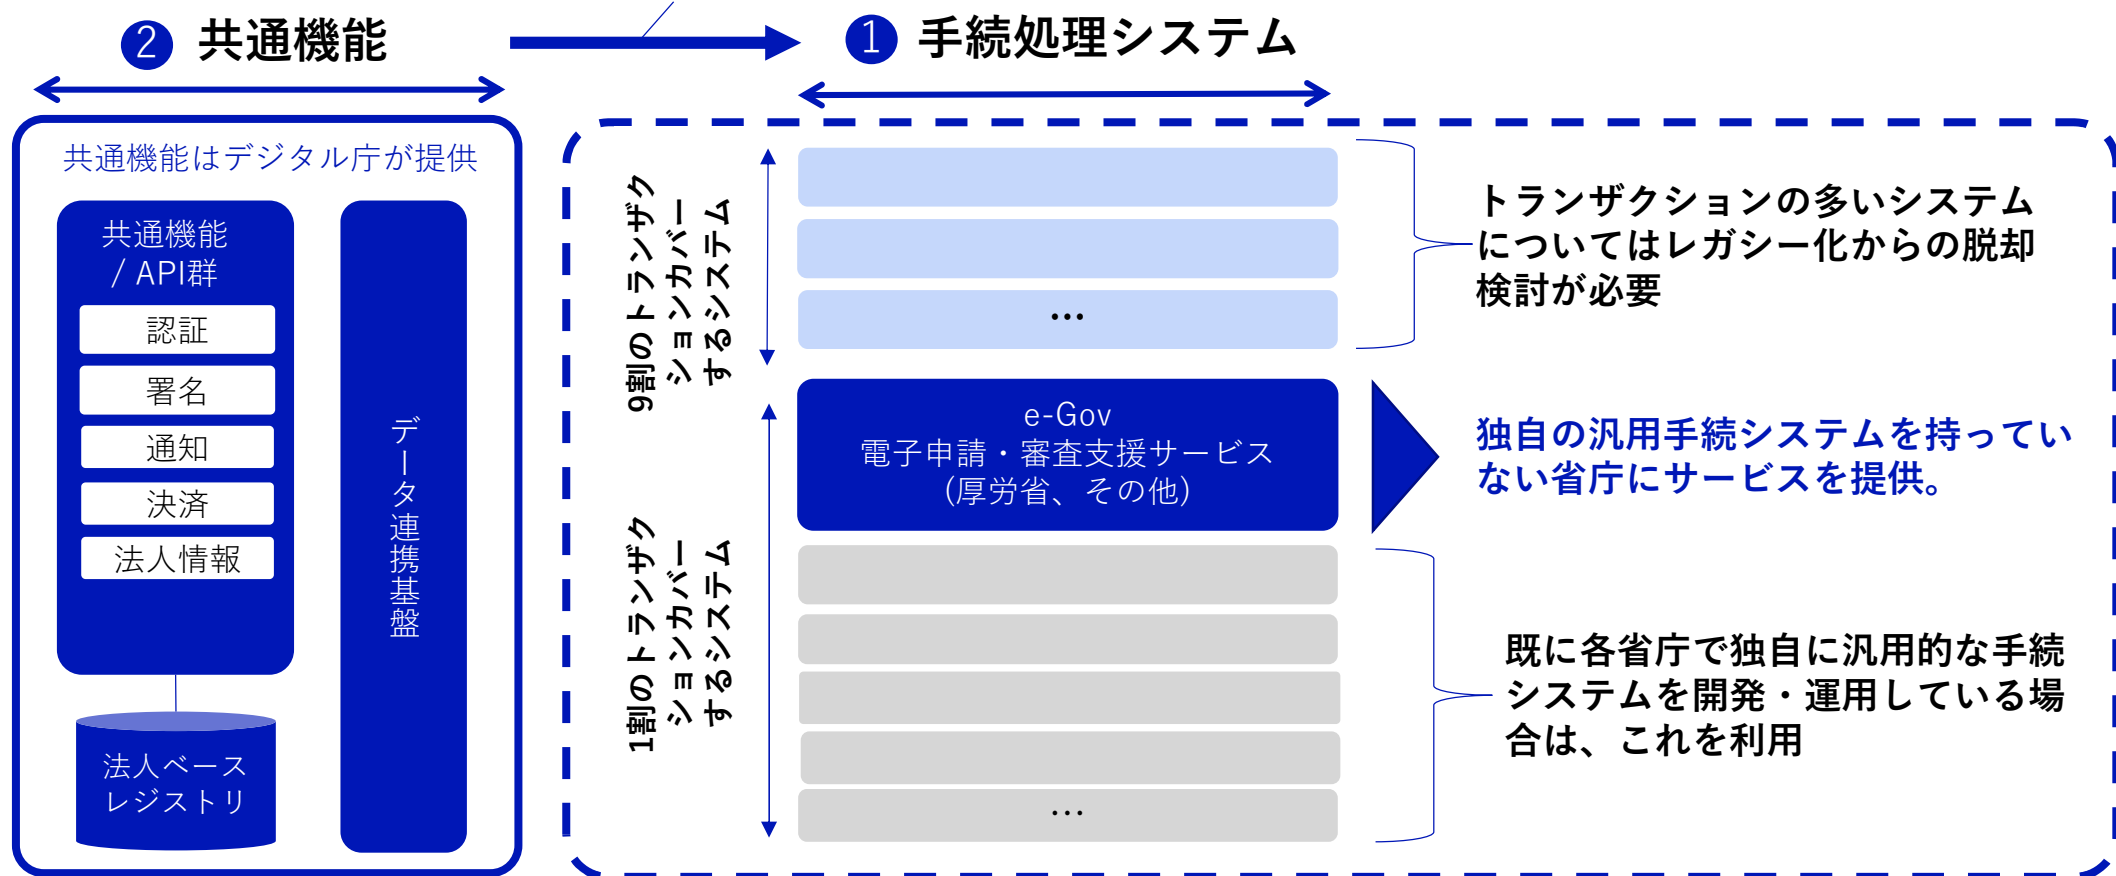 ❷ 共通機能
❶ 手続処理システム
共通機能はデジタル庁が提供
共通機能
/ API群
認証
署名
通知
決済
法人情報
法人ベース
レジストリ
データ連携基盤
9割のトランザク
ションカバー
するシステム
1割のトランザク
ションカバー
するシステム
…
e-Gov
電子申請・審査支援サービス
(厚労省、その他)
…
トランザクションの多いシステム
についてはレガシー化からの脱却
検討が必要
独自の汎用手続システムを持ってい
ない省庁にサービスを提供。
既に各省庁で独自に汎用的な手続
システムを開発・運用している場
合は、これを利用